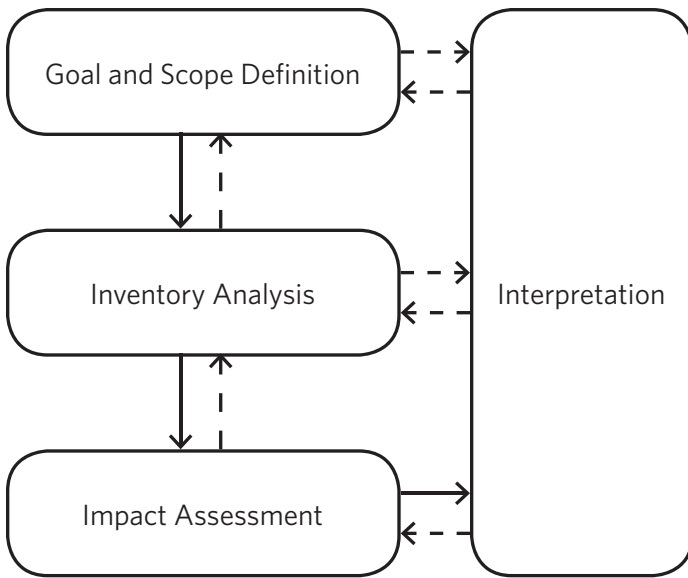 Goal and Scope Definition
Inventory Analysis
Interpretation
Impact Assessment